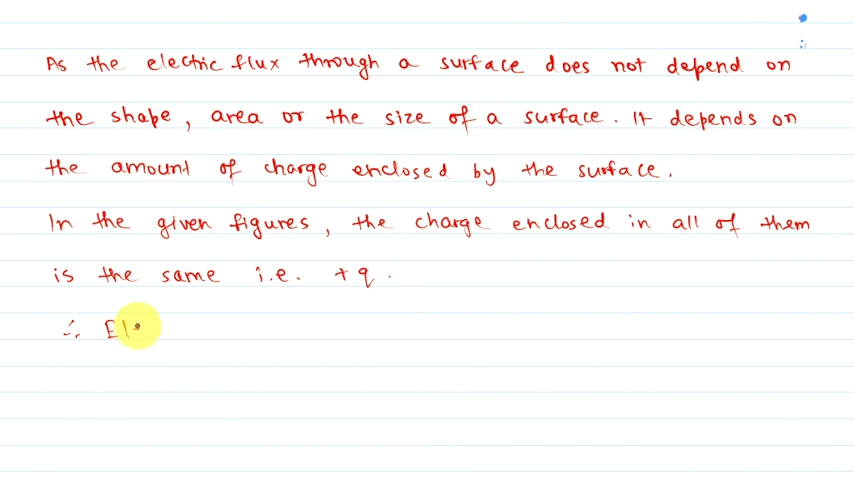 As the electric flux through a surface does not depend on
the shape, area or the size of a surface. It depends on
the amount of charge enclosed by the surface.
In the given figures, the charge enclosed in all of them
is the same i.e. +q.
∴ Ele